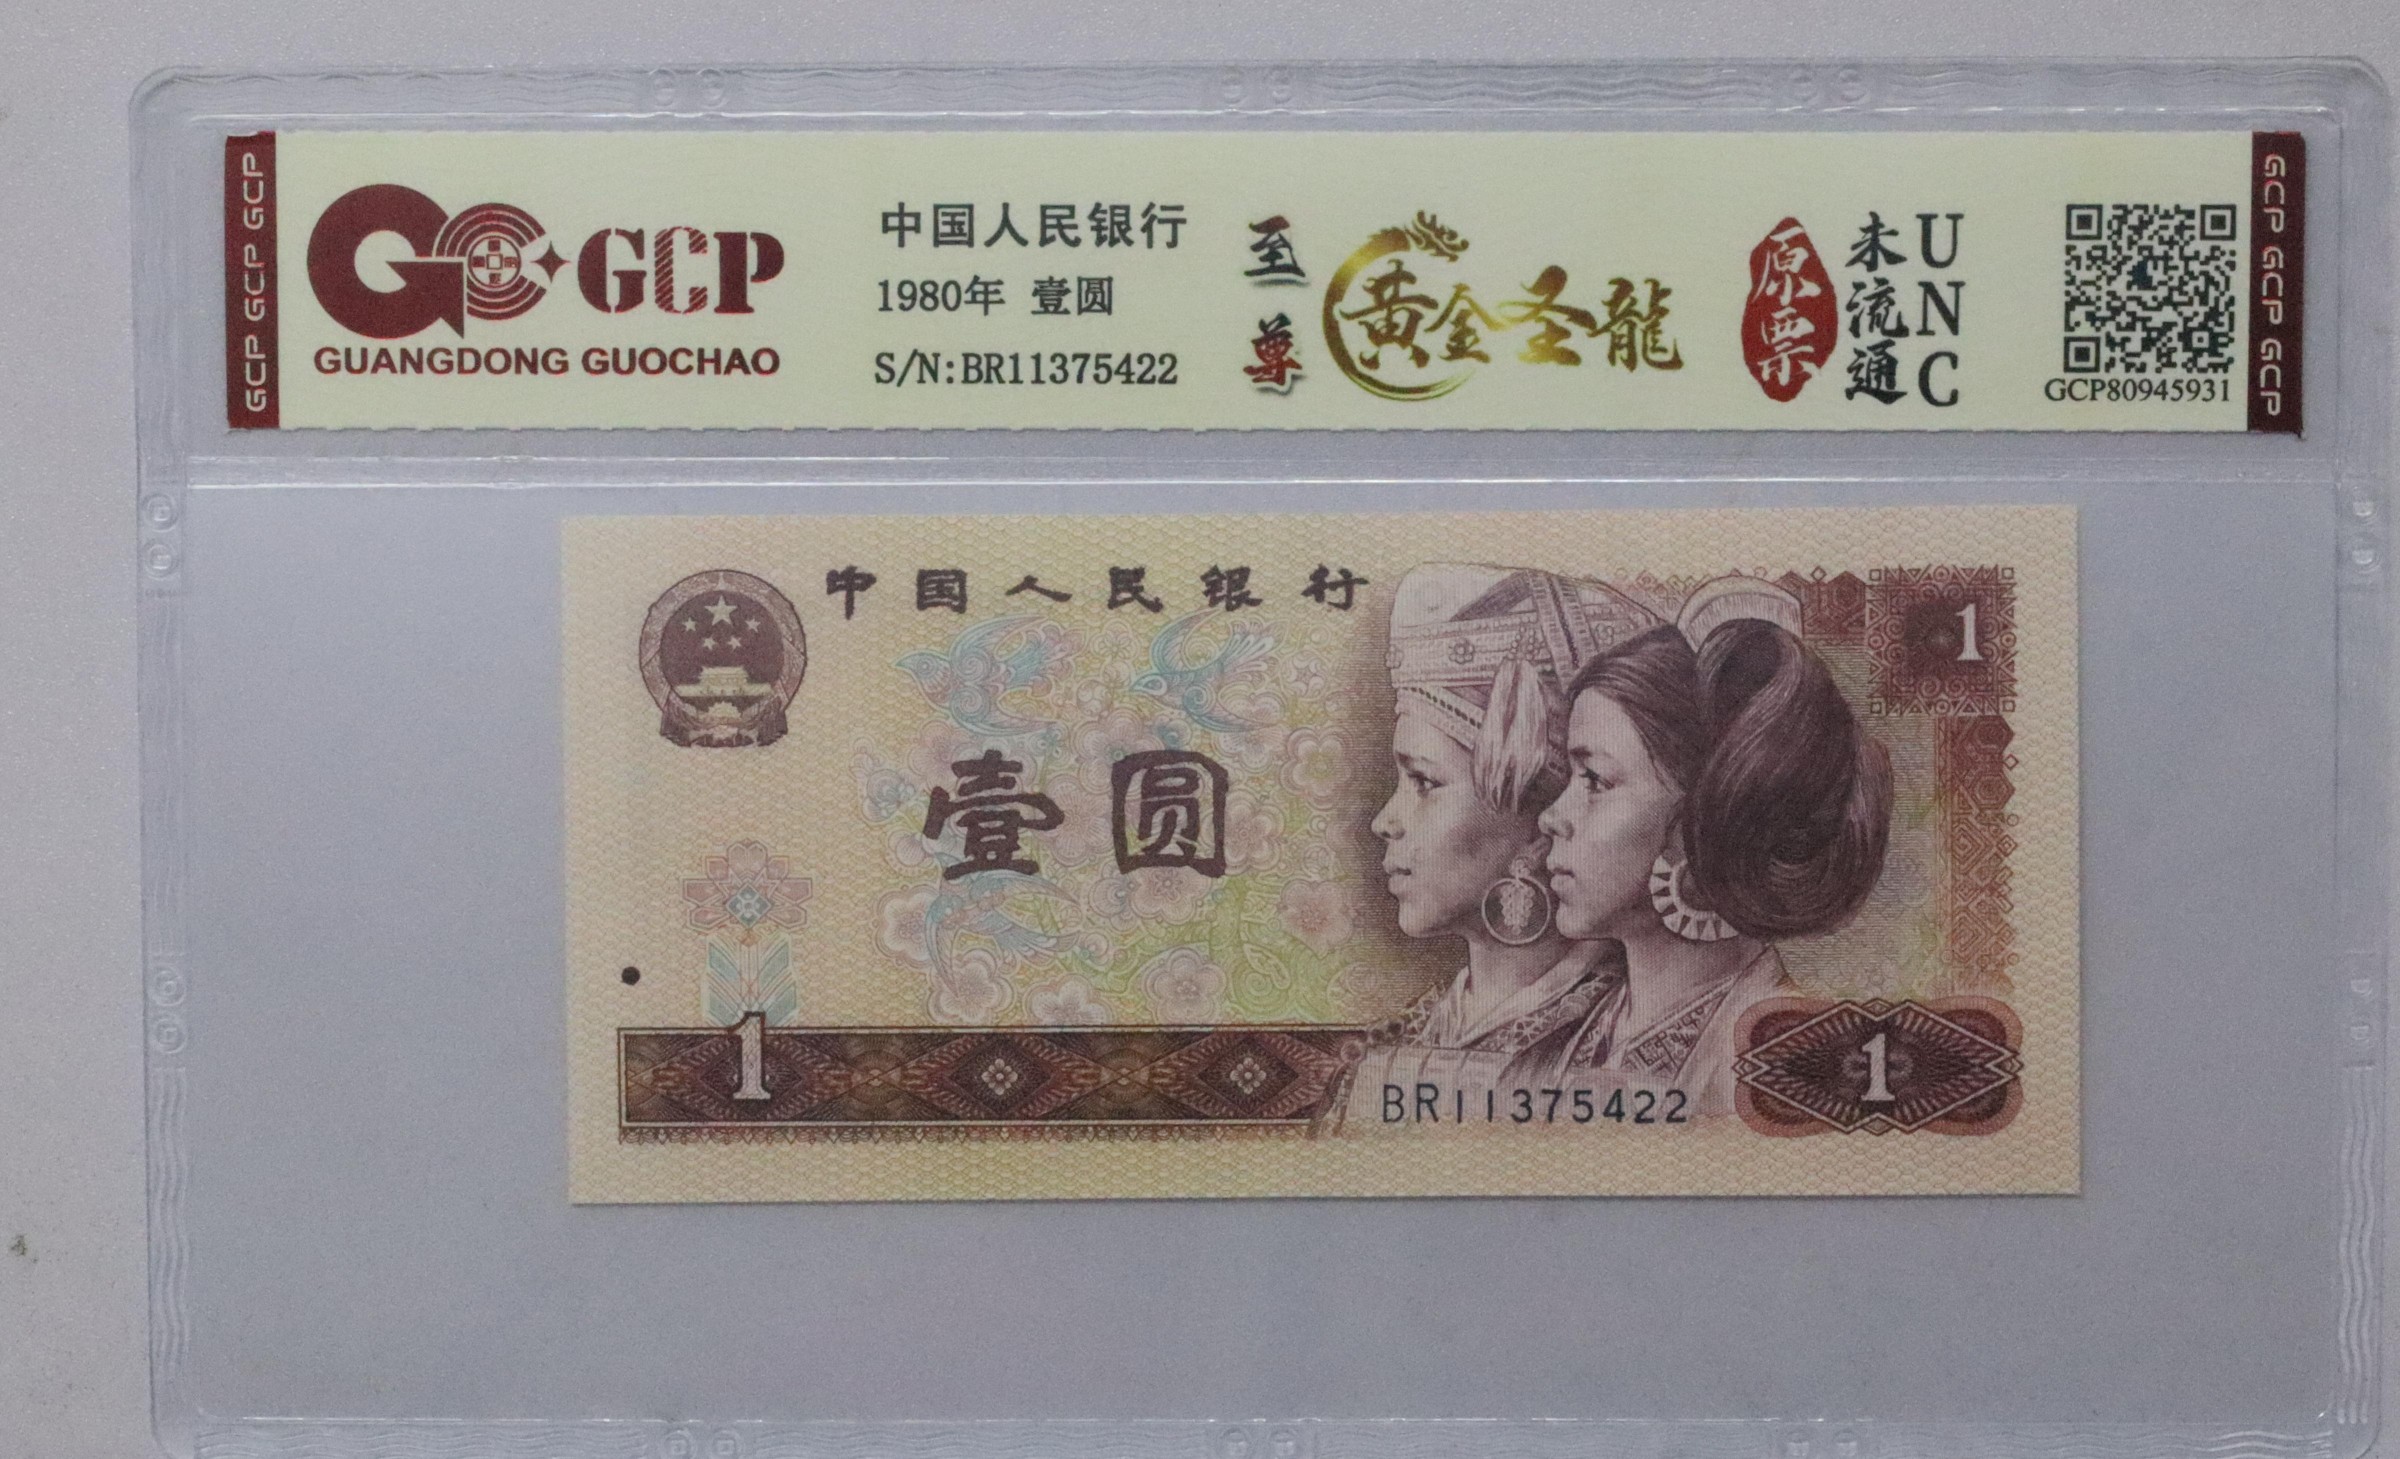 GCP GCP GCP
GCP
GUANGDONG GUOCHAO
中国人民银行
1980年 壹圆
S/N:BR11375422
至尊
黄金圣龍
原票
未流通
UNC
GCP80945931
GCP GCP GCP
中国人民银行
1
壹圆
1
1
BR11375422